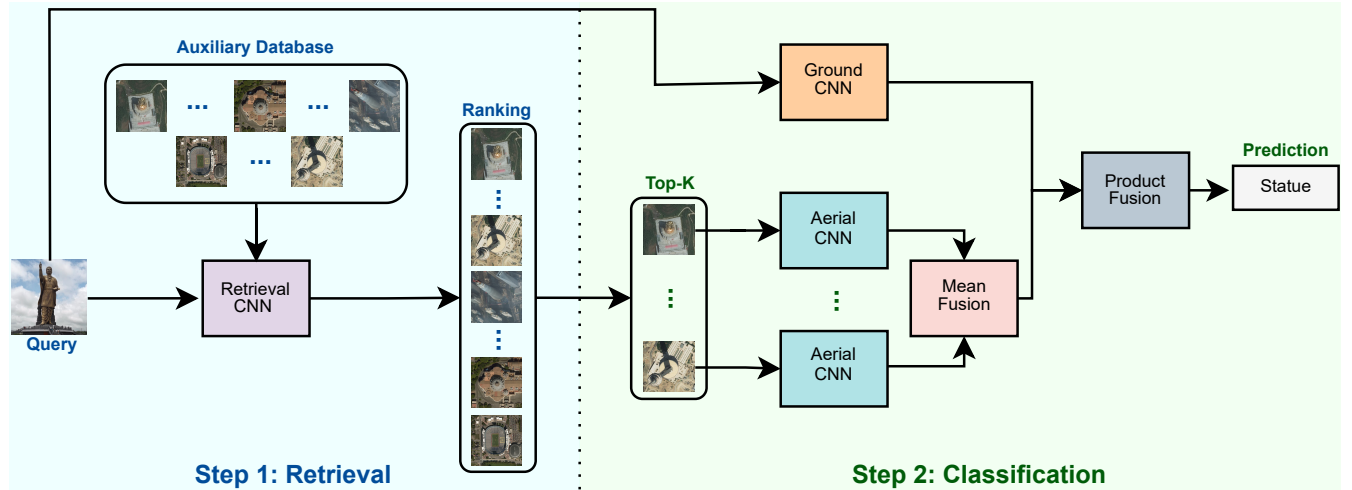 Auxiliary Database
...
...
...
Query
Retrieval
CNN
Ranking
...
...
Step 1: Retrieval
Top-K
...
Ground
CNN
Aerial
CNN
...
Aerial
CNN
Mean
Fusion
Product
Fusion
Prediction
Statue
Step 2: Classification